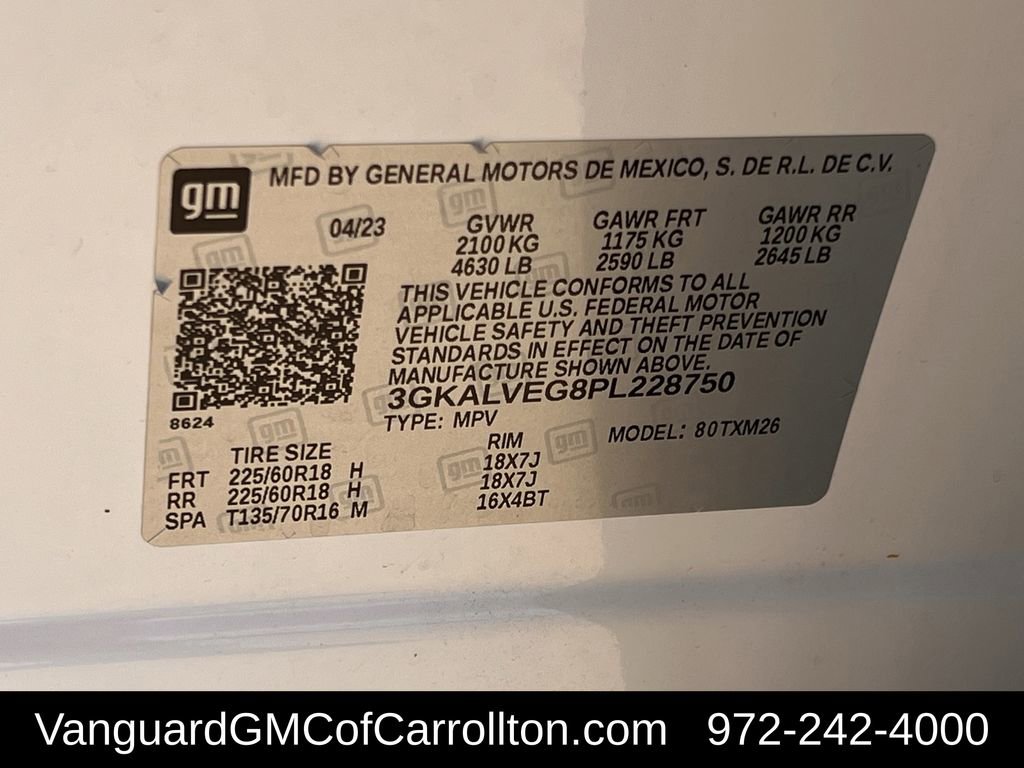 gm
MFD BY GENERAL MOTORS DE MEXICO, S. DE R.L. DE C.V.
04/23
GVWR
2100 KG
4630 LB
GAWR FRT
1175 KG
2590 LB
GAWR RR
1200 KG
2645 LB
THIS VEHICLE CONFORMS TO ALL
APPLICABLE U.S. FEDERAL MOTOR
VEHICLE SAFETY AND THEFT PREVENTION
STANDARDS IN EFFECT ON THE DATE OF
MANUFACTURE SHOWN ABOVE.
3GKALVEG8PL228750
8624
TYPE: MPV
MODEL: 80TXM26
TIRE SIZE RIM
FRT 225/60R18 H 18X7J
RR 225/60R18 H 18X7J
SPA T135/70R16 M 16X4BT
VanguardGMCofCarrollton.com 972-242-4000